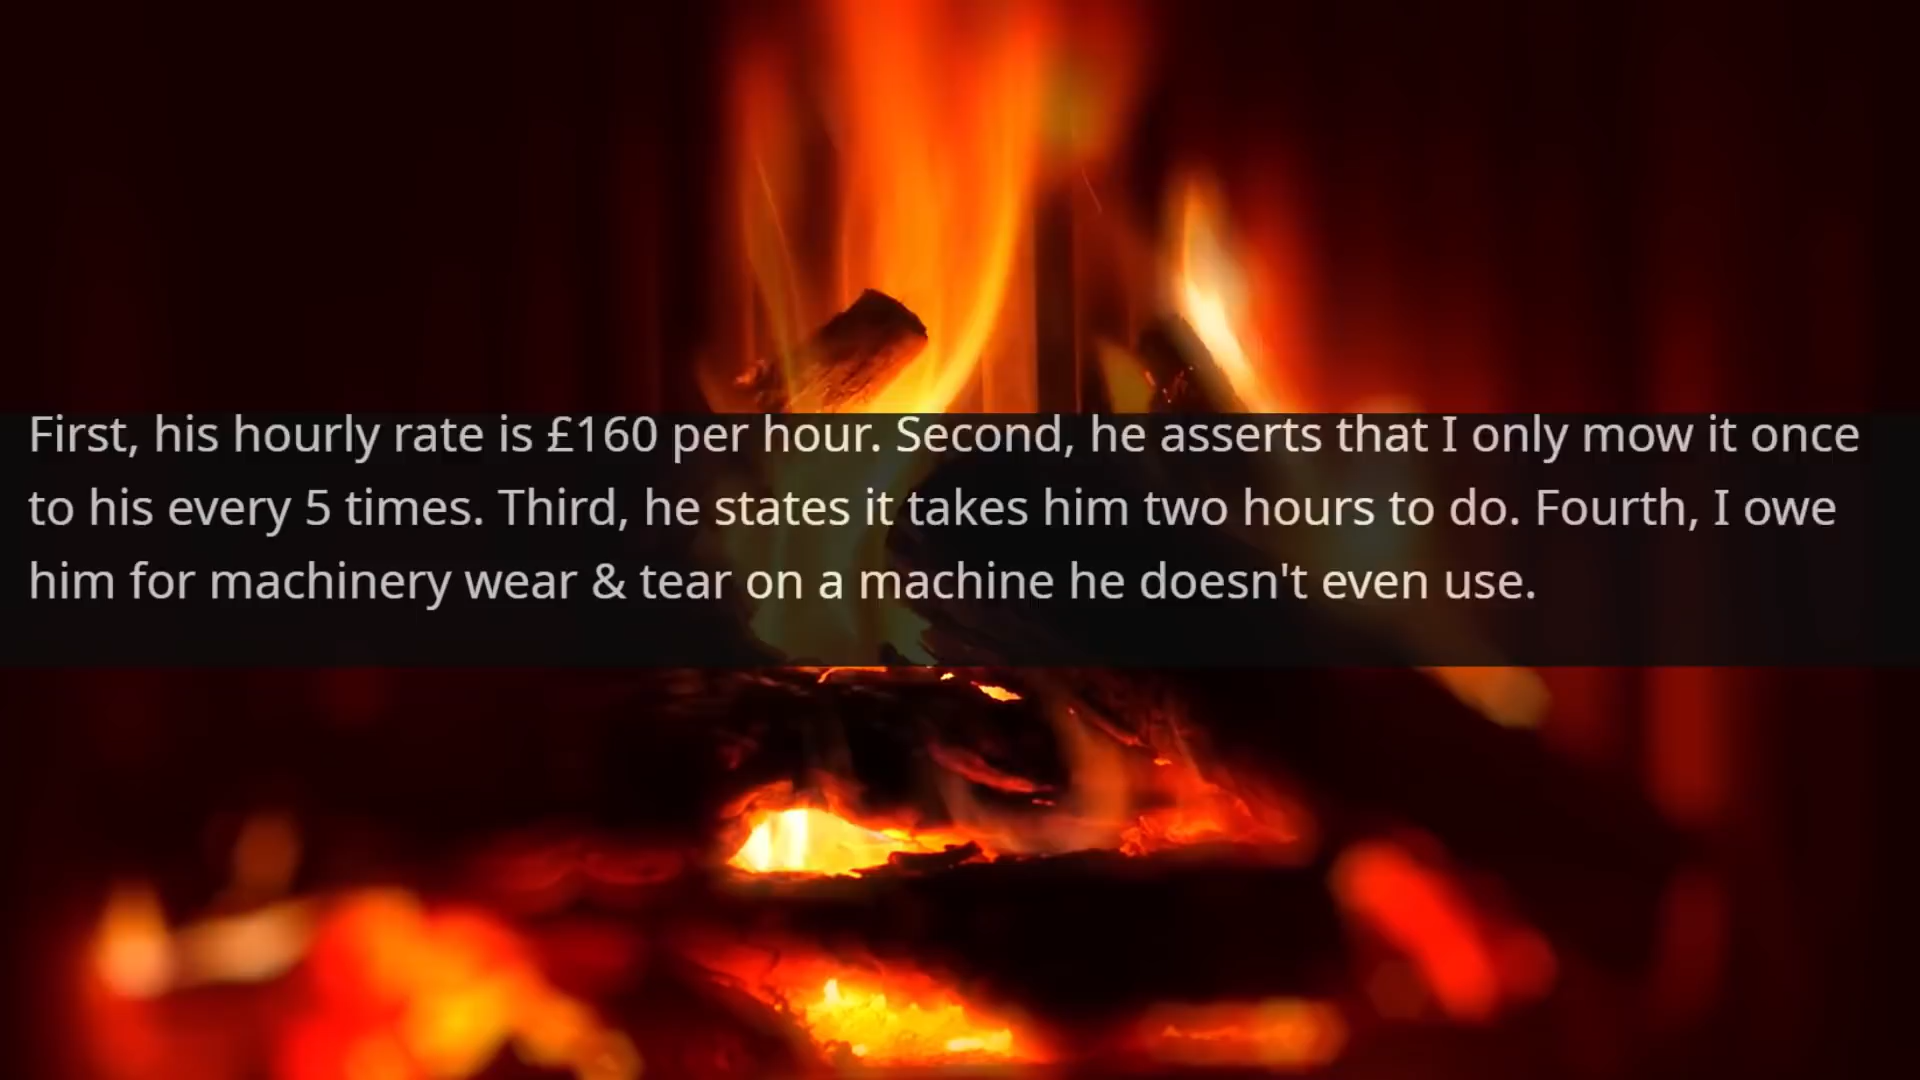 First, his hourly rate is £160 per hour. Second, he asserts that I only mow it once
to his every 5 times. Third, he states it takes him two hours to do. Fourth, I owe
him for machinery wear & tear on a machine he doesn't even use.